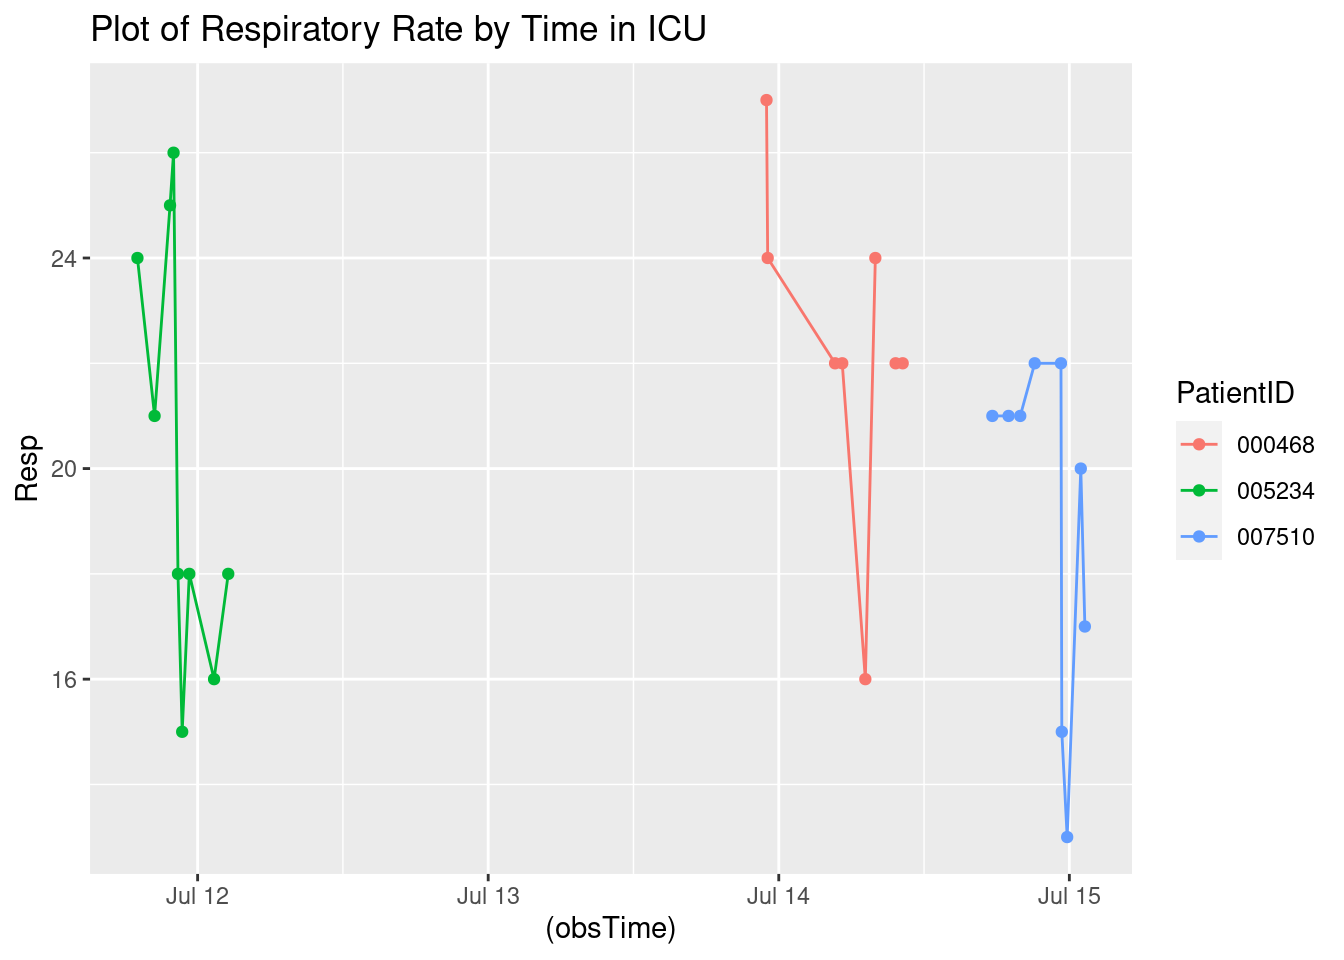 Plot of Respiratory Rate by Time in ICU
24
20
16
Resp
Jul 12
Jul 13
Jul 14
Jul 15
(obsTime)
PatientID
000468
005234
007510